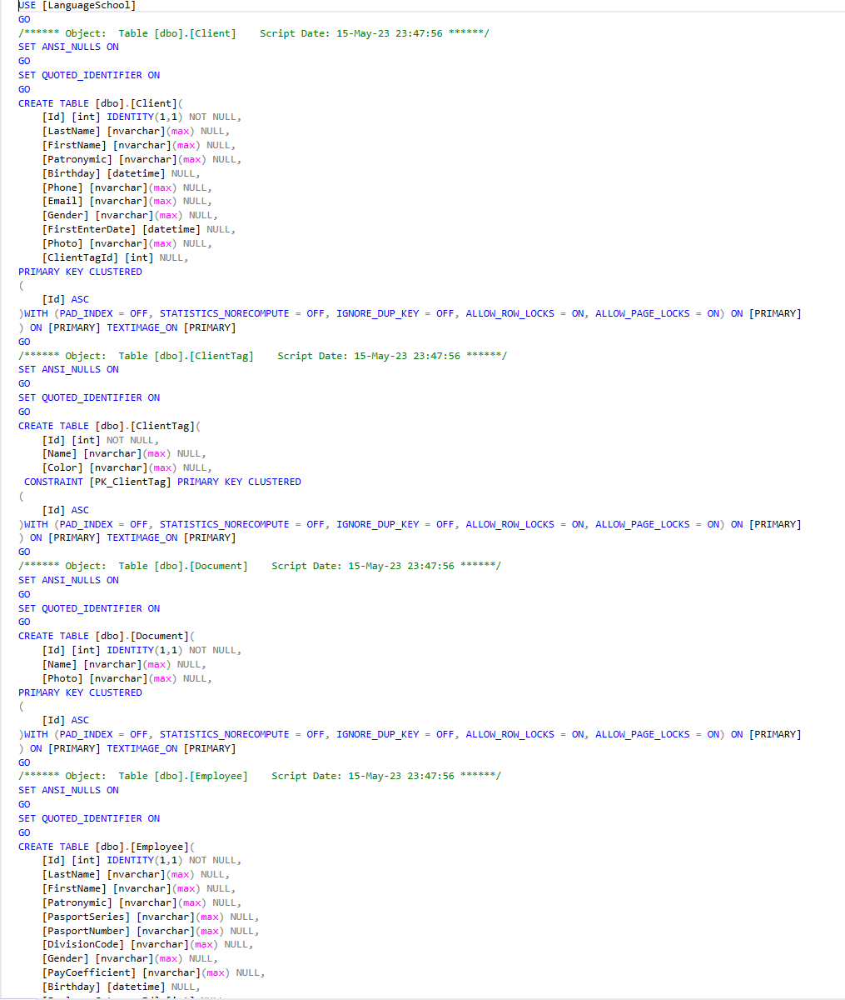 USE [LanguageSchool]
GO
/****** Object:  Table [dbo].[Client]    Script Date: 15-May-23 23:47:56 ******/
SET ANSI_NULLS ON
GO
SET QUOTED_IDENTIFIER ON
GO
CREATE TABLE [dbo].[Client](
    [Id] [int] IDENTITY(1,1) NOT NULL,
    [LastName] [nvarchar](max) NULL,
    [FirstName] [nvarchar](max) NULL,
    [Patronymic] [nvarchar](max) NULL,
    [Birthday] [datetime] NULL,
    [Phone] [nvarchar](max) NULL,
    [Email] [nvarchar](max) NULL,
    [Gender] [nvarchar](max) NULL,
    [FirstEnterDate] [datetime] NULL,
    [Photo] [nvarchar](max) NULL,
    [ClientTagId] [int] NULL,
PRIMARY KEY CLUSTERED
(
    [Id] ASC
)WITH (PAD_INDEX = OFF, STATISTICS_NORECOMPUTE = OFF, IGNORE_DUP_KEY = OFF, ALLOW_ROW_LOCKS = ON, ALLOW_PAGE_LOCKS = ON) ON [PRIMARY]
) ON [PRIMARY] TEXTIMAGE_ON [PRIMARY]
GO
/****** Object:  Table [dbo].[ClientTag]    Script Date: 15-May-23 23:47:56 ******/
SET ANSI_NULLS ON
GO
SET QUOTED_IDENTIFIER ON
GO
CREATE TABLE [dbo].[ClientTag](
    [Id] [int] NOT NULL,
    [Name] [nvarchar](max) NULL,
    [Color] [nvarchar](max) NULL,
 CONSTRAINT [PK_ClientTag] PRIMARY KEY CLUSTERED
(
    [Id] ASC
)WITH (PAD_INDEX = OFF, STATISTICS_NORECOMPUTE = OFF, IGNORE_DUP_KEY = OFF, ALLOW_ROW_LOCKS = ON, ALLOW_PAGE_LOCKS = ON) ON [PRIMARY]
) ON [PRIMARY] TEXTIMAGE_ON [PRIMARY]
GO
/****** Object:  Table [dbo].[Document]    Script Date: 15-May-23 23:47:56 ******/
SET ANSI_NULLS ON
GO
SET QUOTED_IDENTIFIER ON
GO
CREATE TABLE [dbo].[Document](
    [Id] [int] IDENTITY(1,1) NOT NULL,
    [Name] [nvarchar](max) NULL,
    [Photo] [nvarchar](max) NULL,
PRIMARY KEY CLUSTERED
(
    [Id] ASC
)WITH (PAD_INDEX = OFF, STATISTICS_NORECOMPUTE = OFF, IGNORE_DUP_KEY = OFF, ALLOW_ROW_LOCKS = ON, ALLOW_PAGE_LOCKS = ON) ON [PRIMARY]
) ON [PRIMARY] TEXTIMAGE_ON [PRIMARY]
GO
/****** Object:  Table [dbo].[Employee]    Script Date: 15-May-23 23:47:56 ******/
SET ANSI_NULLS ON
GO
SET QUOTED_IDENTIFIER ON
GO
CREATE TABLE [dbo].[Employee](
    [Id] [int] IDENTITY(1,1) NOT NULL,
    [LastName] [nvarchar](max) NULL,
    [FirstName] [nvarchar](max) NULL,
    [Patronymic] [nvarchar](max) NULL,
    [PasportSeries] [nvarchar](max) NULL,
    [PasportNumber] [nvarchar](max) NULL,
    [DivisionCode] [nvarchar](max) NULL,
    [Gender] [nvarchar](max) NULL,
    [PayCoefficient] [nvarchar](max) NULL,
    [Birthday] [datetime] NULL,